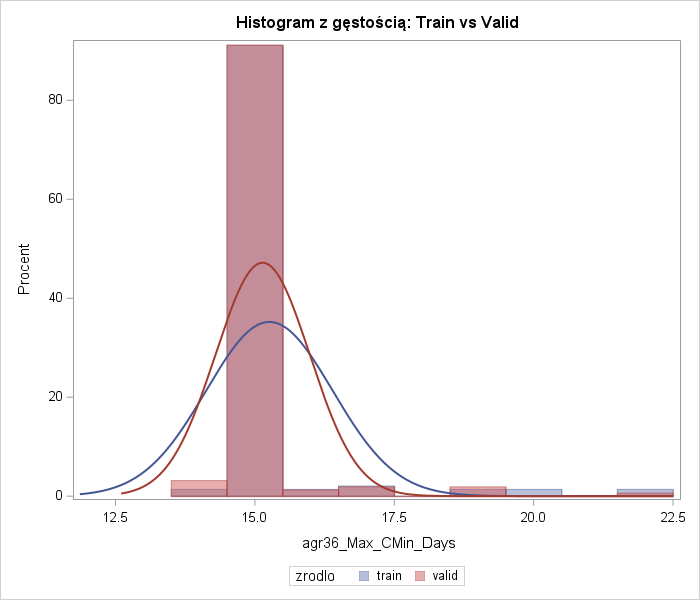 Histogram z gęstością: Train vs Valid
Procent
80
60
40
20
0
12.5 15.0 17.5 20.0 22.5
agr36_Max_CMin_Days
zrodlo train valid